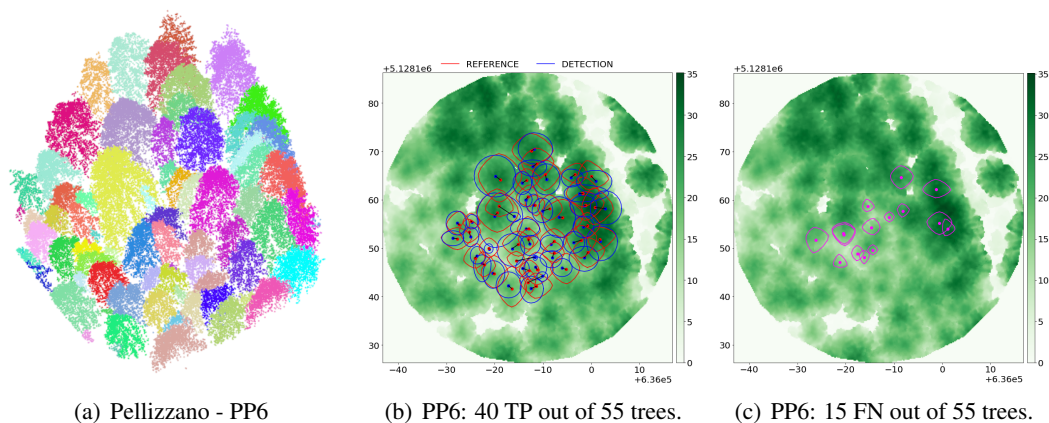 +5.1281e6
REFERENCE DETECTION
80
70
60
50
40
30
−40 −30 −20 −10 0 10
+6.36e5
35
30
25
20
15
10
5
0
+5.1281e6
80
70
60
50
40
30
−40 −30 −20 −10 0 10
+6.36e5
35
30
25
20
15
10
5
0
(a) Pellizzano - PP6
(b) PP6: 40 TP out of 55 trees.
(c) PP6: 15 FN out of 55 trees.